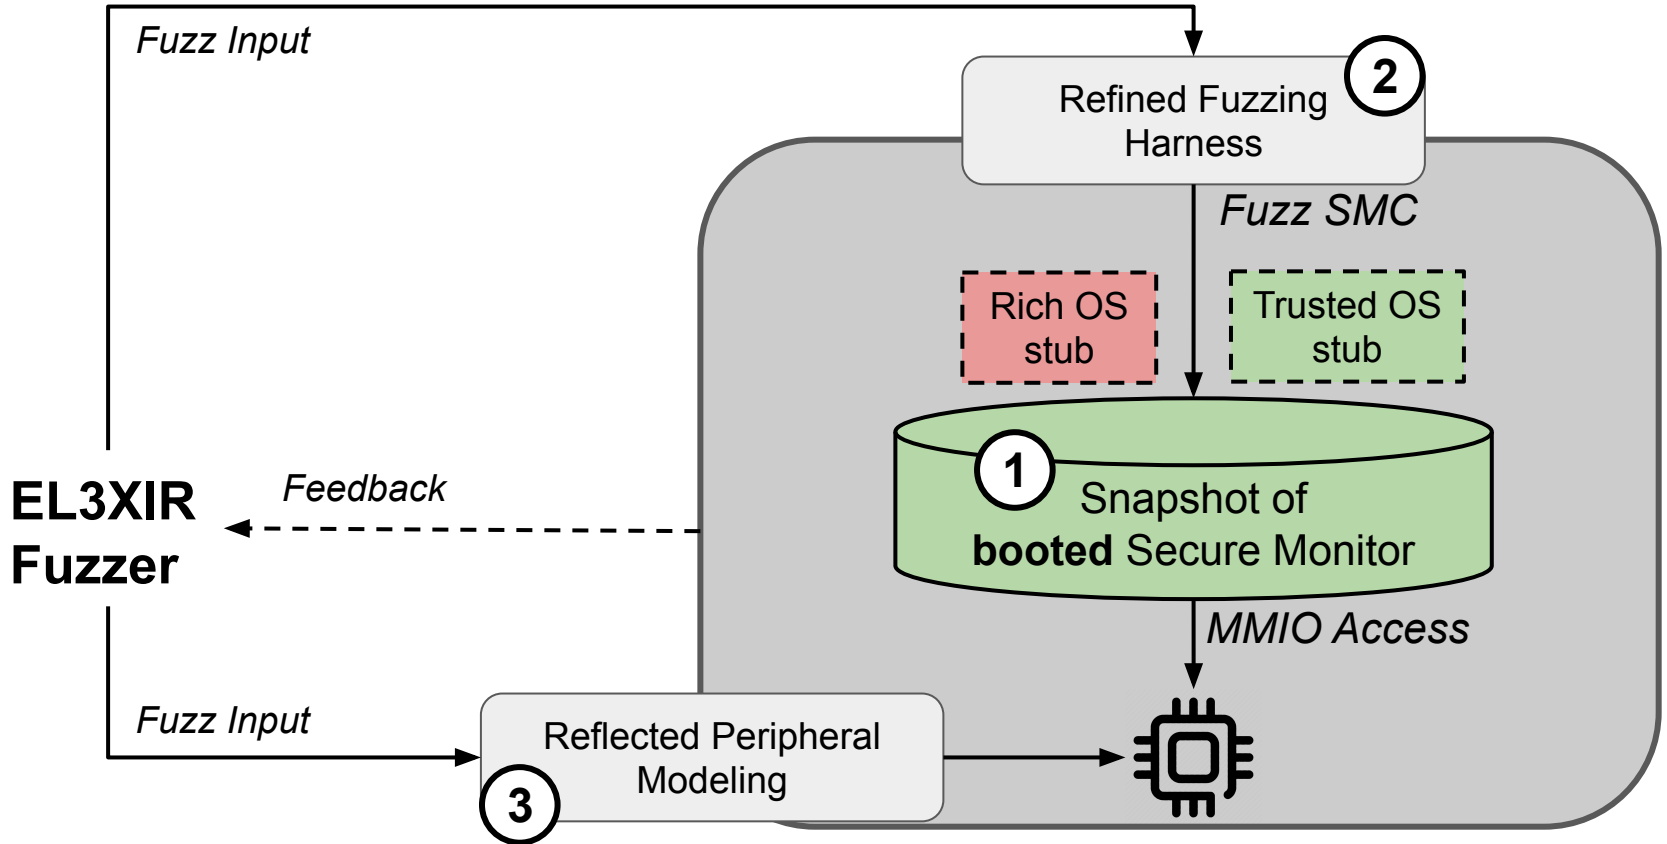 Fuzz Input
2
Refined Fuzzing
Harness
Fuzz SMC
Rich OS
stub
Trusted OS
stub
1
Snapshot of
booted Secure Monitor
Feedback
EL3XIR
Fuzzer
MMIO Access
Fuzz Input
Reflected Peripheral
Modeling
3